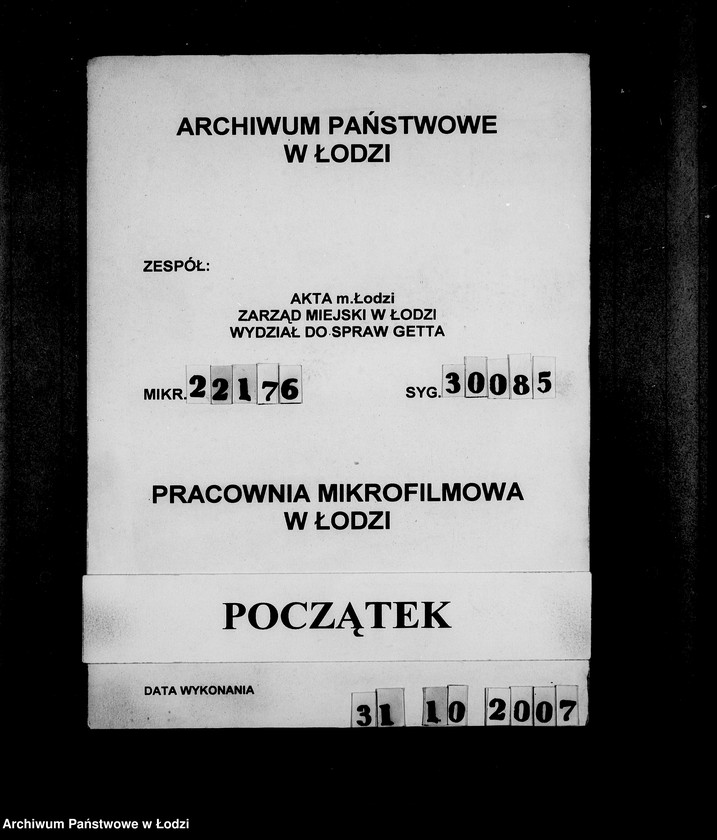 ARCHIWUM PAŃSTWOWE
W ŁODZI
ZESPÓŁ:
AKTA m.Łodzi
ZARZĄD MIEJSKI W ŁODZI
WYDZIAŁ DO SPRAW GETTA
MIKR. 22176 SYG. 30085
PRACOWNIA MIKROFILMOWA
W ŁODZI
POCZĄTEK
DATA WYKONANIA
31 10 2007
Archiwum Państwowe w Łodzi